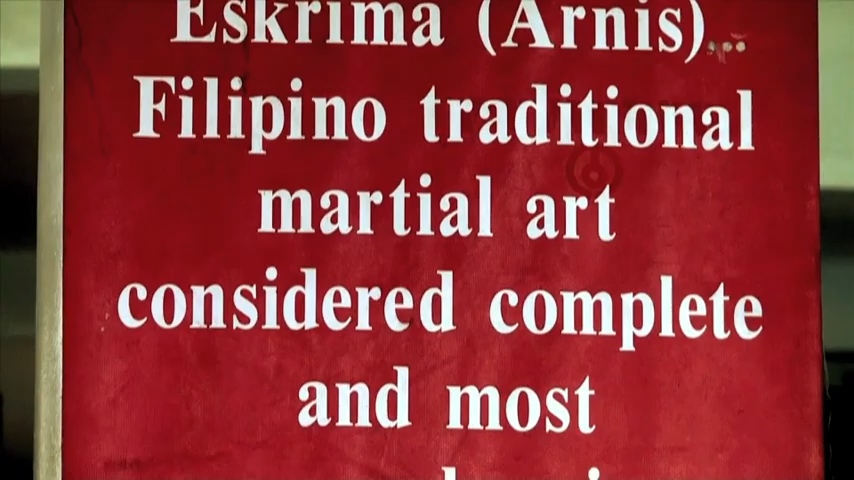 Eskrima (Arnis)...
Filipino traditional
martial art
considered complete
and most